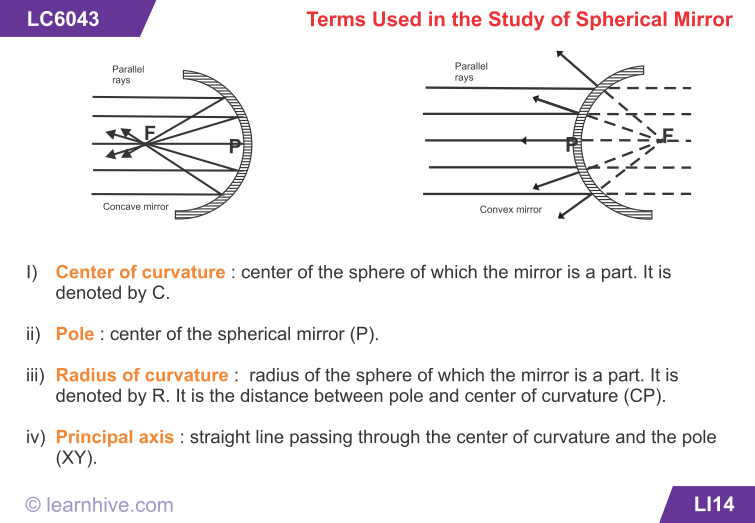 LC6043
Terms Used in the Study of Spherical Mirror
Parallel
rays
F
P
Concave mirror
Parallel
rays
P
F
Convex mirror
I) Center of curvature : center of the sphere of which the mirror is a part. It is
denoted by C.
ii) Pole : center of the spherical mirror (P).
iii) Radius of curvature : radius of the sphere of which the mirror is a part. It is
denoted by R. It is the distance between pole and center of curvature (CP).
iv) Principal axis : straight line passing through the center of curvature and the pole
(XY).
© learnhive.com
LI14